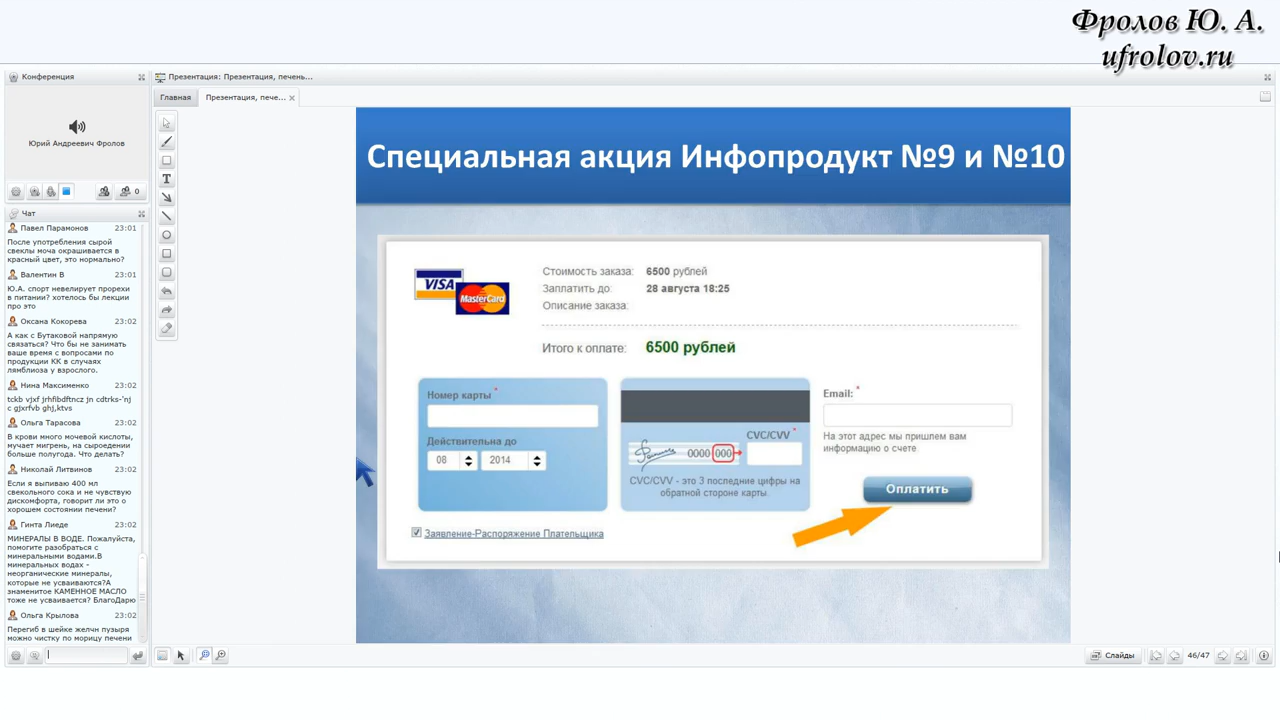 Фролов Ю. А.
ufrolov.ru
Конференция
Презентация: Презентация, печень...
Главная
Презентация, пече...
Юрий Андреевич Фролов
0
Чат
Павел Парамонов 23:01
После употребления сырой
свеклы моча окрашивается в
красный цвет, это нормально?
Валентин В 23:01
Ю.А. спорт невелирует прорехи
в питании? хотелобы лекции
про это
Оксана Кокорева 23:02
А как с Бутаковой напрямую
связаться? Что бы не занимать
ваше время с вопросами по
продукции КК в случаях
лямблиоза у взрослого.
Нина Максименко 23:02
tckb vjxf jrhfibdftncz jn cdtrks-'nj
c gjxrfvb ghj,ktvs
Ольга Тарасова 23:02
В крови много мочевой кислоты,
мучает мигрень, на сыроедении
больше полугода. Что делать?
Николай Литвинов 23:02
Если я выпиваю 400 мл
свекольного сока и не чувствую
дискомфорта, говорит ли это о
хорошем состоянии печени?
Гинта Лиеде 23:02
МИНЕРАЛЫ В ВОДЕ. Пожалуйста,
помогите разобраться с
минеральными водами.В
минеральных водах -
неорганические минералы,
которые не усваиваются?А
знаменитое КАМЕННОЕ МАСЛО
тоже не усваивается? БлагоДарю
Ольга Крылова 23:02
Перегиб в шейке желчн пузыря
можно чистку по морицу печени
T
Специальная акция Инфопродукт №9 и №10
VISA
MasterCard
Стоимость заказа: 6500 рублей
Заплатить до: 28 августа 18:25
Описание заказа:
Итого к оплате: 6500 рублей
Номер карты *
Действительна до
08 2014
CVC/CVV *
0000 000
CVC/CVV - это 3 последние цифры на
обратной стороне карты.
Email: *
На этот адрес мы пришлем вам
информацию о счете
Оплатить
Заявление-Распоряжение Плательщика
Слайды
46/47